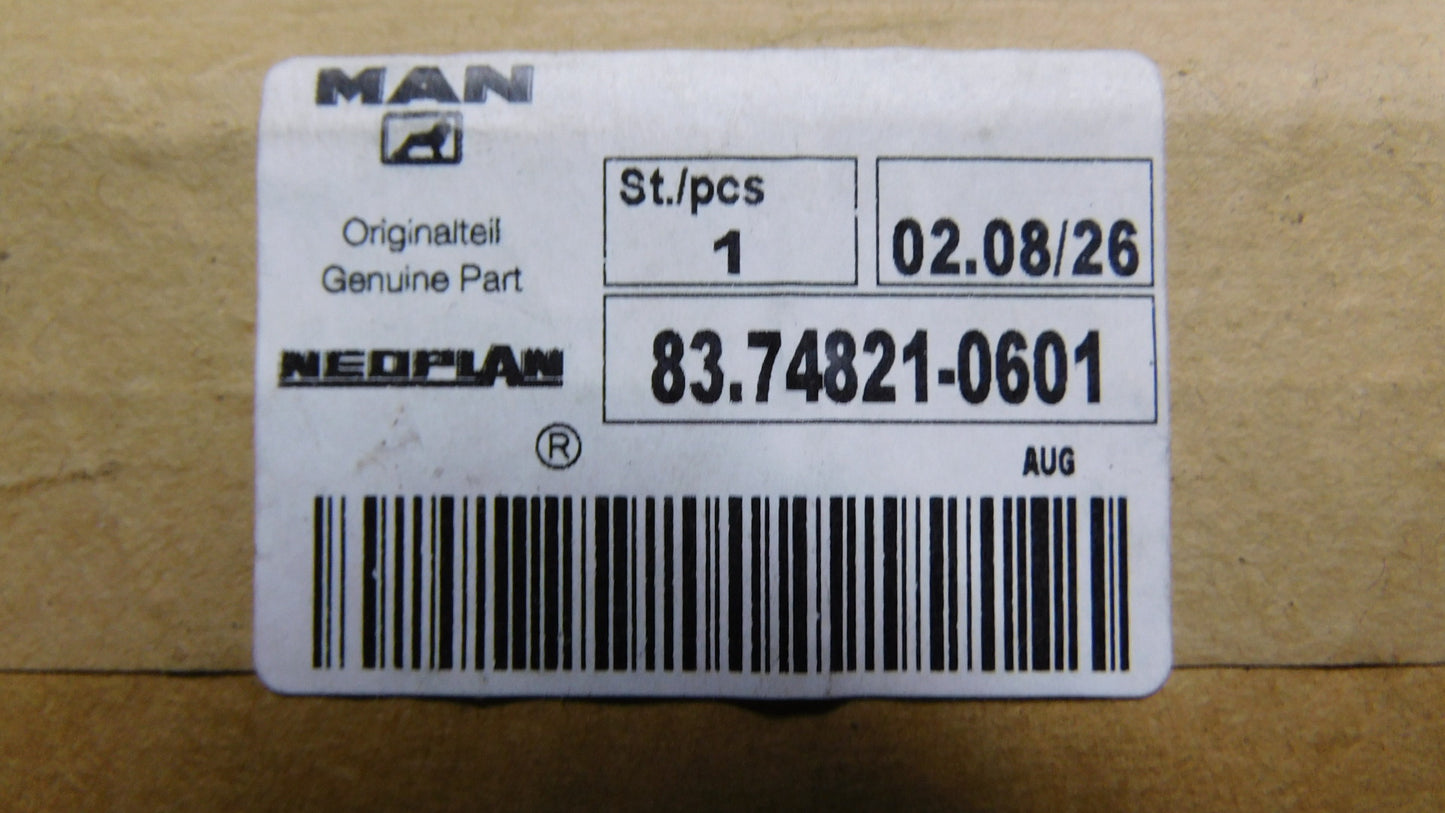 MAN
Originalteil
Genuine Part
NEOPLAN
®
St./pcs
1
02.08/26
83.74821-0601
AUG